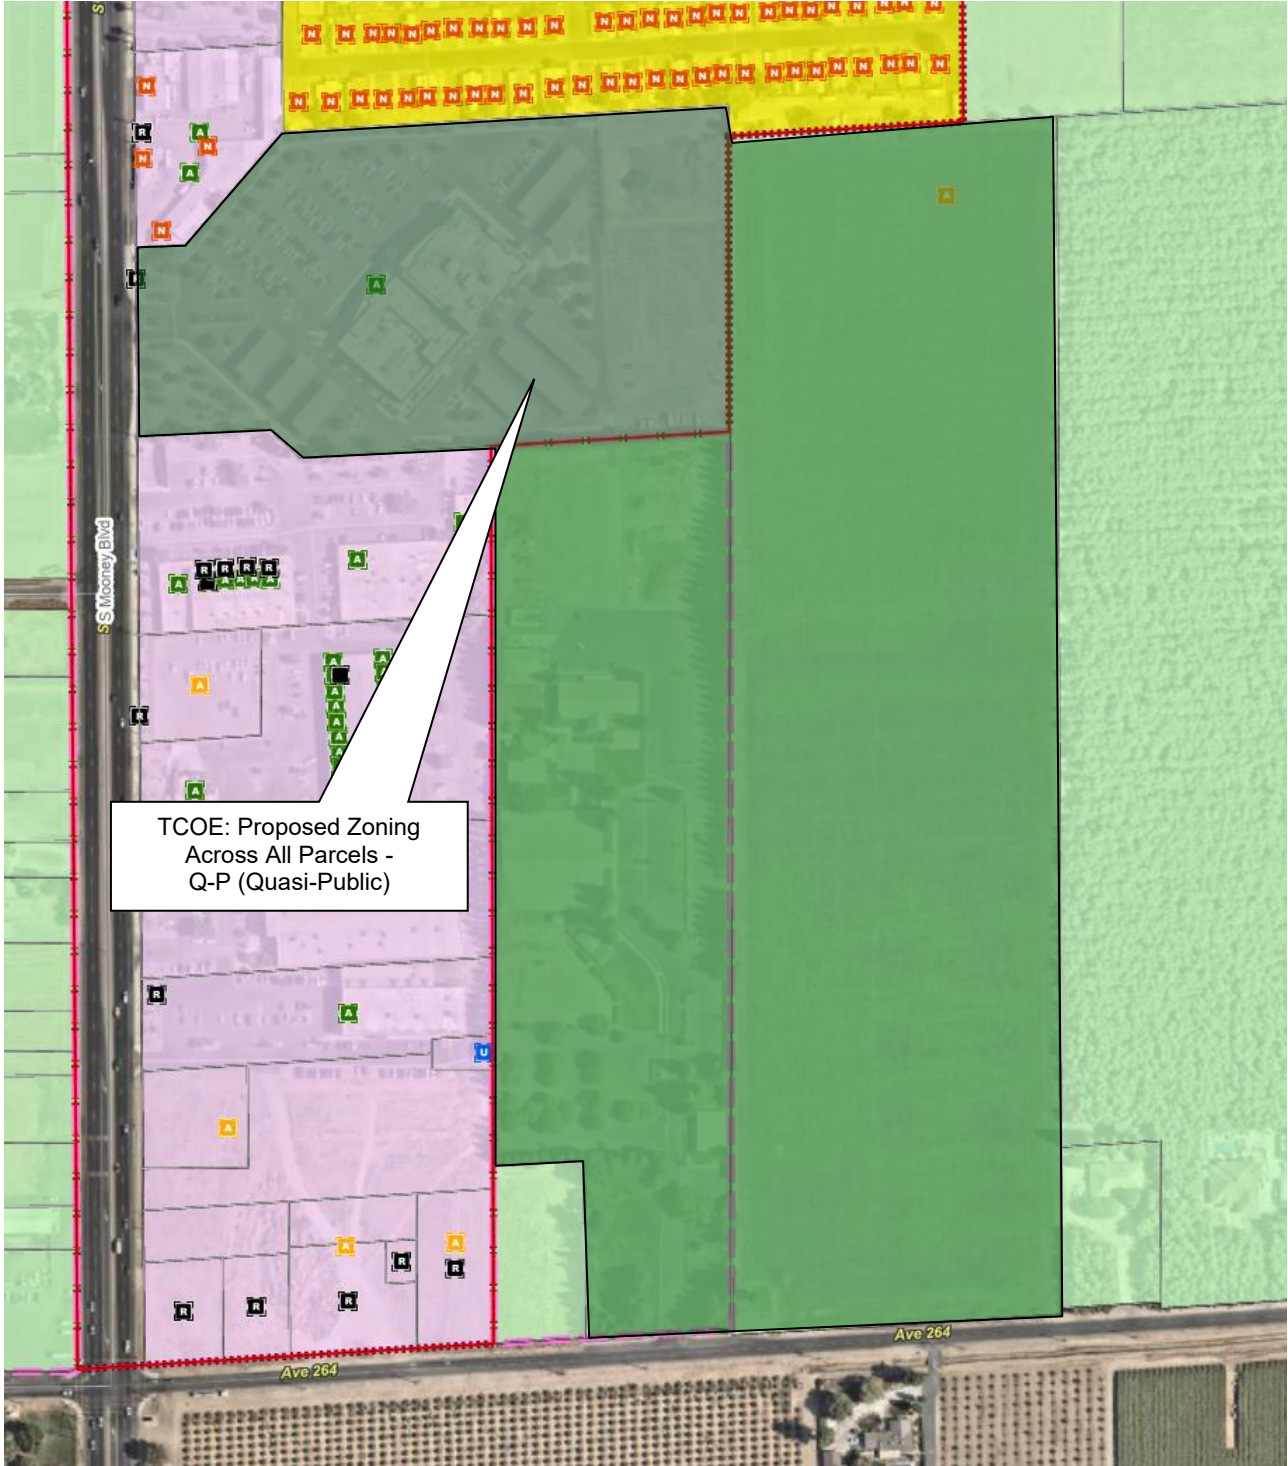 S
N N N N N N N N N N N N N N N N N N N N N N N N
N N N N N N N N N N N N N N N N N N N N N N N N N N N
N
R A N
N
A
N
A
A
S S Mooney Blvd
A
R R R R
A A A A A
A A
A
A
A
A
A
A
A
TCOE: Proposed Zoning
Across All Parcels -
Q-P (Quasi-Public)
R
A
U
A
A A
R
R
R R R
Ave 264
Ave 264